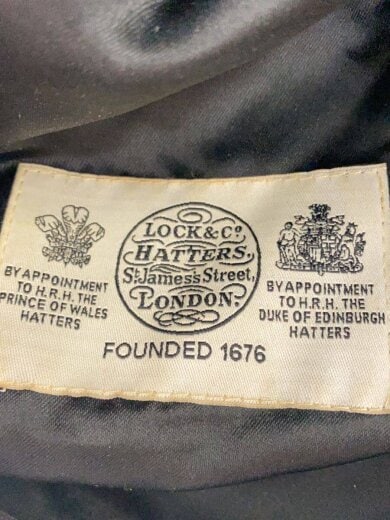 LOCK & Co.
HATTERS,
St. James's Street,
LONDON.
BY APPOINTMENT
TO H.R.H. THE
PRINCE OF WALES
HATTERS
BY APPOINTMENT
TO H.R.H. THE
DUKE OF EDINBURGH
HATTERS
FOUNDED 1676